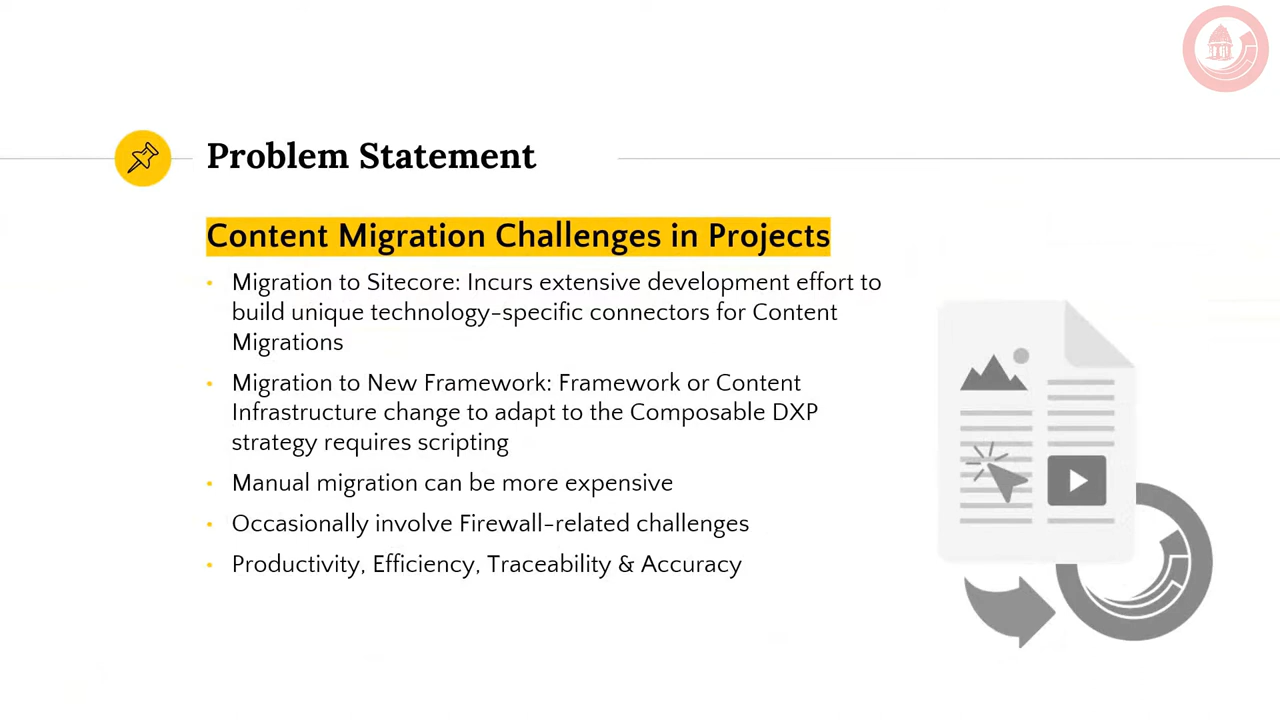 Problem Statement
Content Migration Challenges in Projects
• Migration to Sitecore: Incurs extensive development effort to
build unique technology-specific connectors for Content
Migrations
• Migration to New Framework: Framework or Content
Infrastructure change to adapt to the Composable DXP
strategy requires scripting
• Manual migration can be more expensive
• Occasionally involve Firewall-related challenges
• Productivity, Efficiency, Traceability & Accuracy